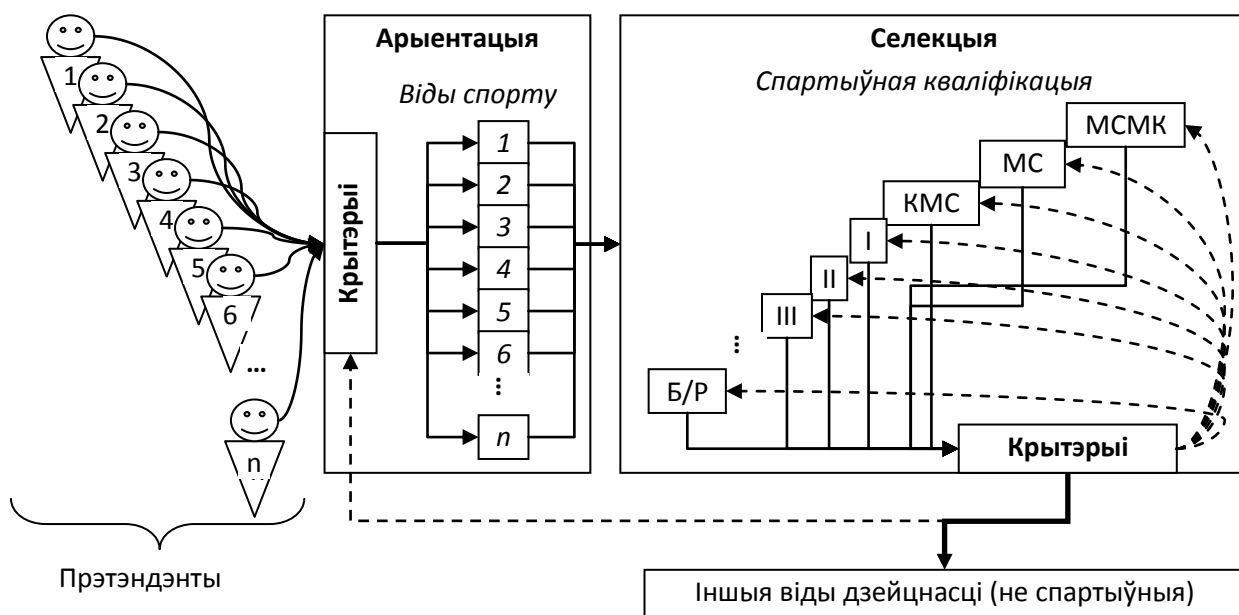 1
2
3
4
5
6
...
n
Прэтэндэнты
Арыентацыя
Віды спорту
Крытэрыі
1
2
3
4
5
6
...
n
Селекцыя
Спартыўная кваліфікацыя
МСМК
МС
КМС
I
II
III
...
Б/Р
Крытэрыі
Іншыя віды дзейнасці (не спартыўныя)